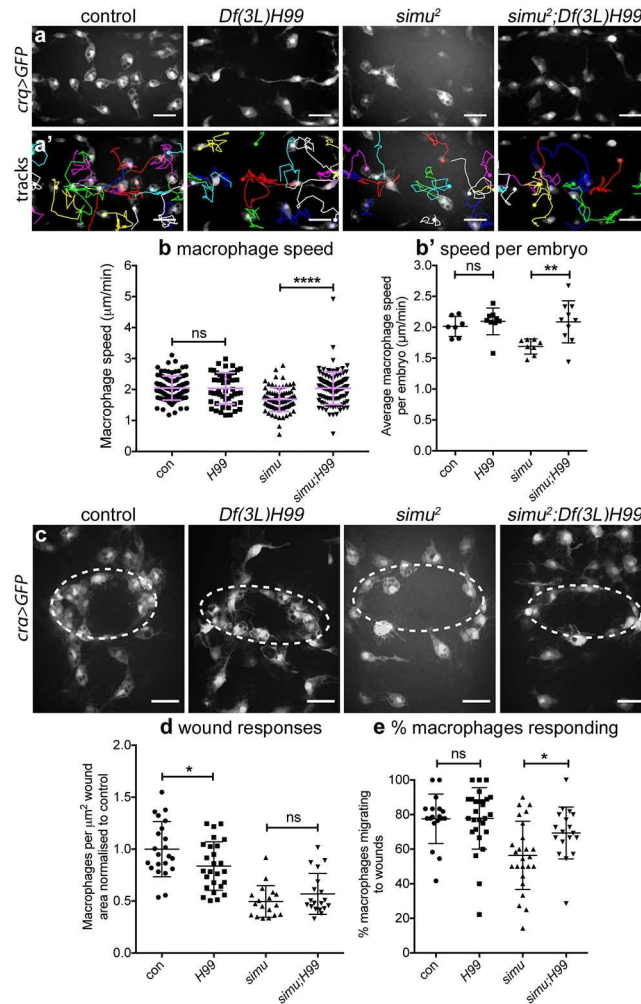 control Df(3L)H99 simu² simu²;Df(3L)H99
a
crq>GFP
a'
tracks
b macrophage speed
b' speed per embryo
Macrophage speed (μm/min)
6
5
4
3
2
1
0
ns
****
con H99 simu simu;H99
Average macrophage speed
per embryo (μm/min)
3.0
2.5
2.0
1.5
1.0
0.5
0.0
ns
**
con H99 simu simu;H99
control Df(3L)H99 simu² simu²;Df(3L)H99
c
crq>GFP
d wound responses
e % macrophages responding
Macrophages per μm² wound
area normalised to control
2.0
1.5
1.0
0.5
0.0
*
ns
con H99 simu simu;H99
% macrophages migrating
to wounds
100
80
60
40
20
0
ns
*
con H99 simu simu;H99